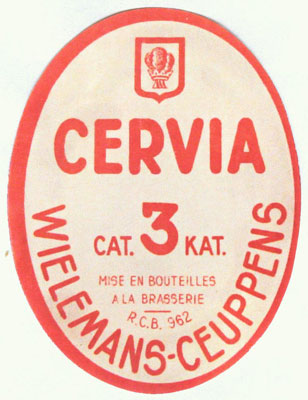 CERVIA
CAT. 3 KAT.
MISE EN BOUTEILLES
A LA BRASSERIE
R.C.B. 962
WIELEMANS-CEUPPENS